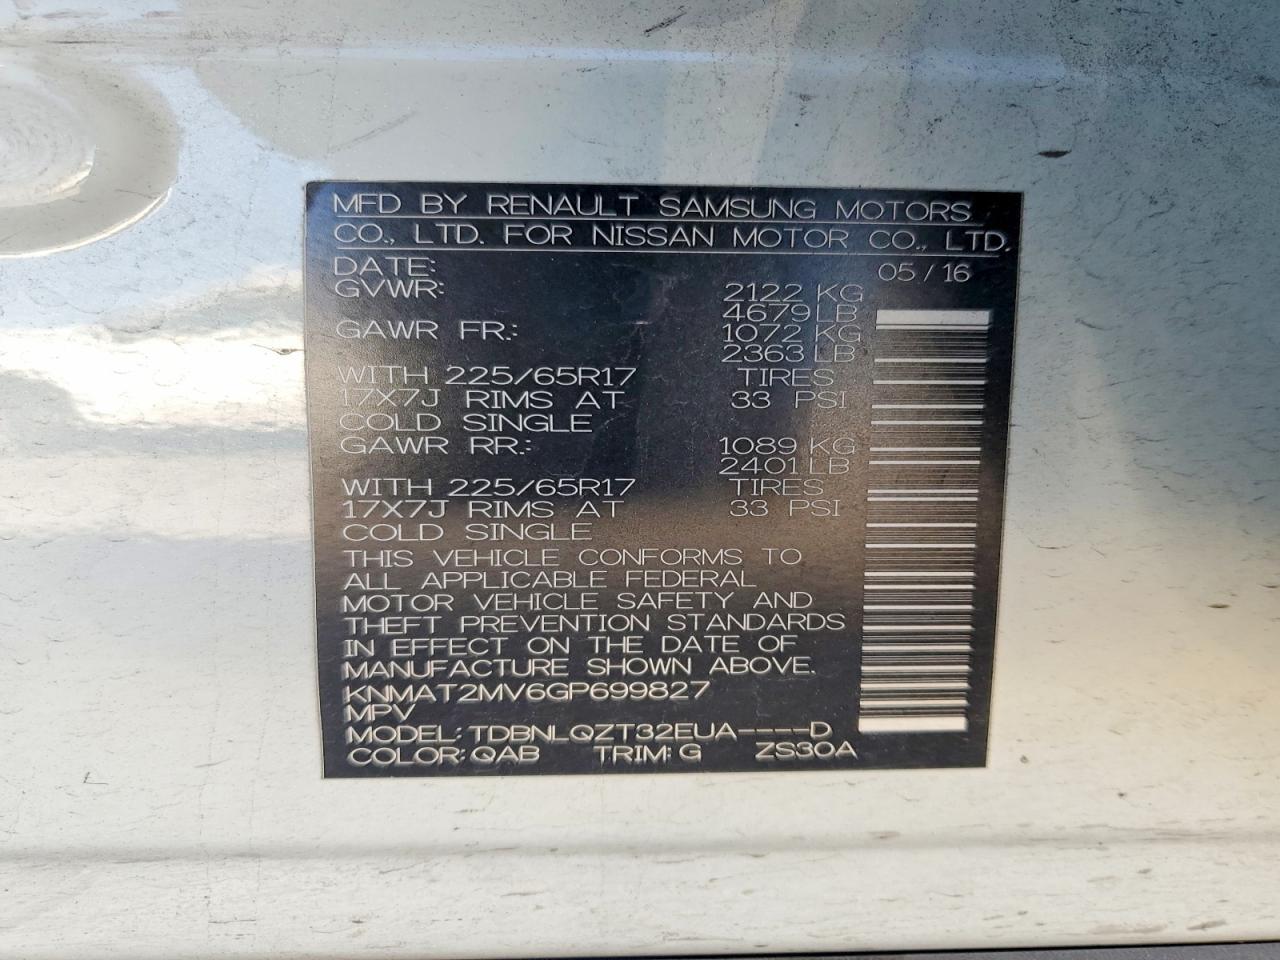 MFD BY RENAULT SAMSUNG MOTORS
CO., LTD. FOR NISSAN MOTOR CO., LTD.
DATE: 05/16
GVWR: 2122 KG
4679 LB
GAWR FR.: 1072 KG
2363 LB
WITH 225/65R17 TIRES
17X7J RIMS AT 33 PSI
COLD SINGLE
GAWR RR.: 1089 KG
2401 LB
WITH 225/65R17 TIRES
17X7J RIMS AT 33 PSI
COLD SINGLE
THIS VEHICLE CONFORMS TO
ALL APPLICABLE FEDERAL
MOTOR VEHICLE SAFETY AND
THEFT PREVENTION STANDARDS
IN EFFECT ON THE DATE OF
MANUFACTURE SHOWN ABOVE.
KNMAT2MV6GP699827
MPV
MODEL: TDBNLQZT32EUA----D
COLOR: QAB TRIM: G ZS30A